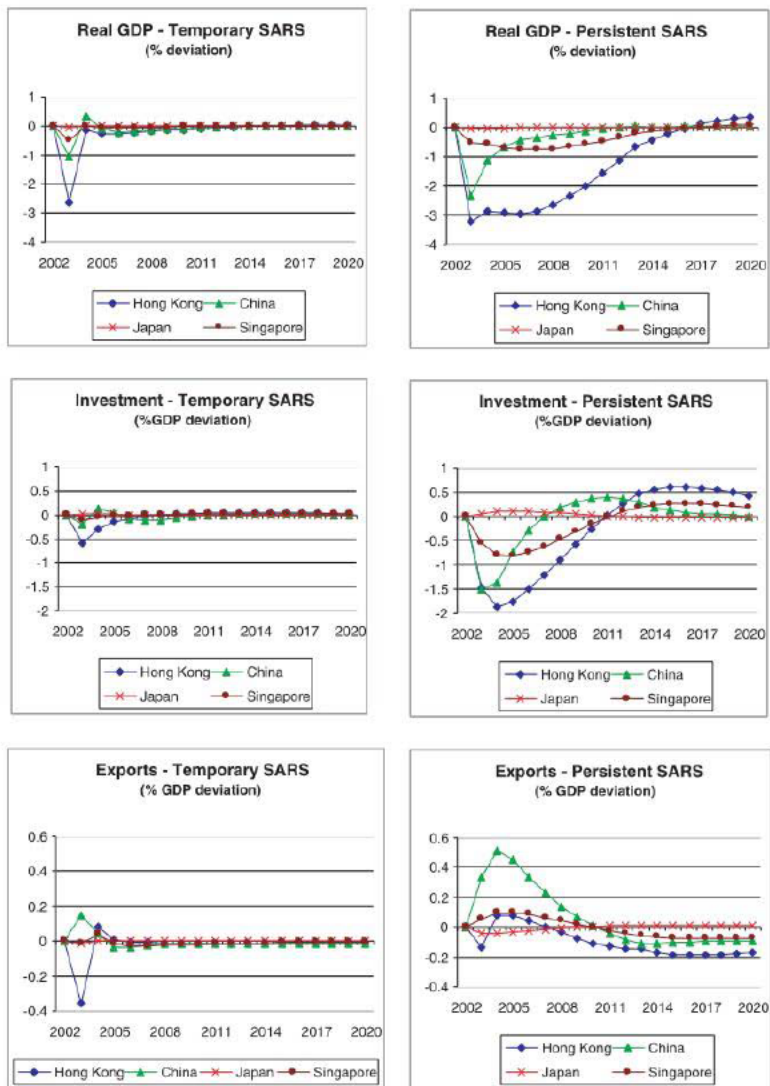 Real GDP - Temporary SARS
(% deviation)
1
0
-1
-2
-3
-4
2002 2005 2008 2011 2014 2017 2020
Hong Kong China
Japan Singapore
Real GDP - Persistent SARS
(% deviation)
1
0
-1
-2
-3
-4
2002 2005 2008 2011 2014 2017 2020
Hong Kong China
Japan Singapore
Investment - Temporary SARS
(%GDP deviation)
1
0.5
0
-0.5
-1
-1.5
-2
2002 2005 2008 2011 2014 2017 2020
Hong Kong China
Japan Singapore
Investment - Persistent SARS
(%GDP deviation)
1
0.5
0
-0.5
-1
-1.5
-2
2002 2005 2008 2011 2014 2017 2020
Hong Kong China
Japan Singapore
Exports - Temporary SARS
(% GDP deviation)
0.6
0.4
0.2
0
-0.2
-0.4
2002 2005 2008 2011 2014 2017 2020
Hong Kong China Japan Singapore
Exports - Persistent SARS
(% GDP deviation)
0.6
0.4
0.2
0
-0.2
-0.4
2002 2005 2008 2011 2014 2017 2020
Hong Kong China
Japan Singapore